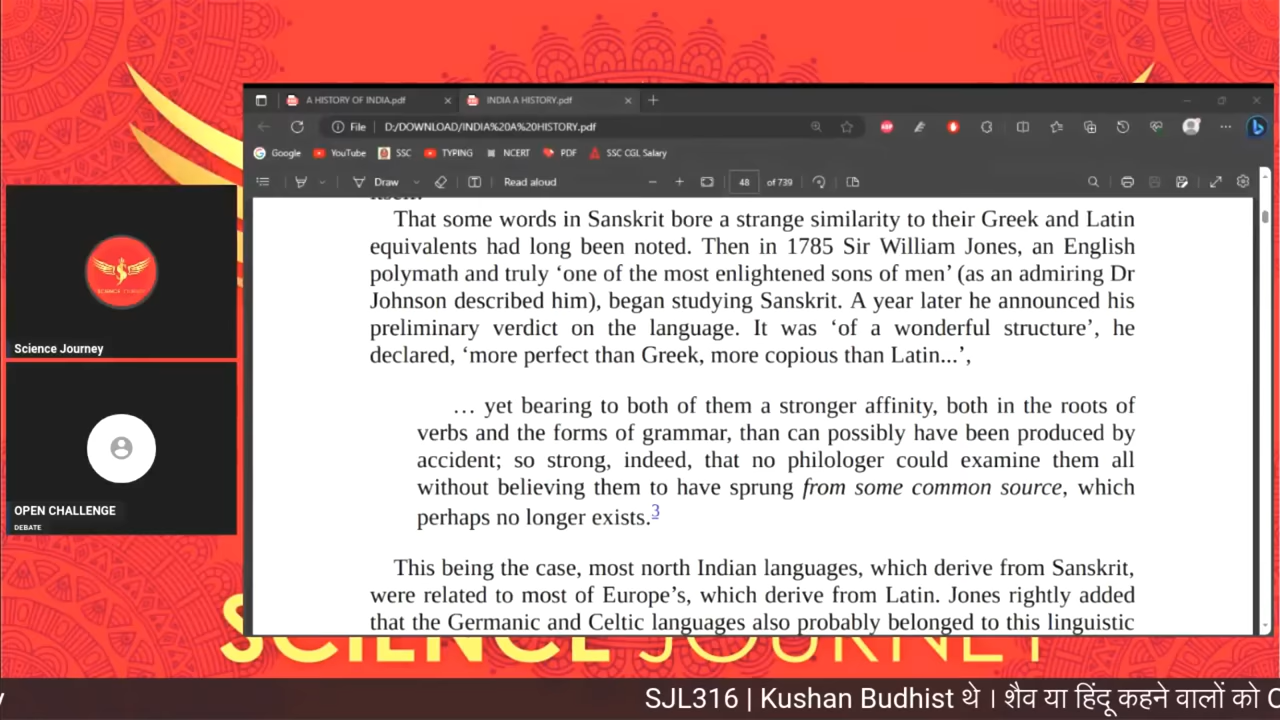 A HISTORY OF INDIA.pdf
INDIA A HISTORY.pdf
File
D:/DOWNLOAD/INDIA%20A%20HISTORY.pdf
Google
YouTube
SSC
TYPING
NCERT
PDF
SSC CGL Salary
Draw
Read aloud
48 of 739
itself.
That some words in Sanskrit bore a strange similarity to their Greek and Latin
equivalents had long been noted. Then in 1785 Sir William Jones, an English
polymath and truly ‘one of the most enlightened sons of men’ (as an admiring Dr
Johnson described him), began studying Sanskrit. A year later he announced his
preliminary verdict on the language. It was ‘of a wonderful structure’, he
declared, ‘more perfect than Greek, more copious than Latin...’,
… yet bearing to both of them a stronger affinity, both in the roots of
verbs and the forms of grammar, than can possibly have been produced by
accident; so strong, indeed, that no philologer could examine them all
without believing them to have sprung from some common source, which
perhaps no longer exists.3
This being the case, most north Indian languages, which derive from Sanskrit,
were related to most of Europe’s, which derive from Latin. Jones rightly added
that the Germanic and Celtic languages also probably belonged to this linguistic
Science Journey
OPEN CHALLENGE
DEBATE
SCIENCE JOURNEY
SJL316 | Kushan Budhist थे । शैव या हिंदू कहने वालों को